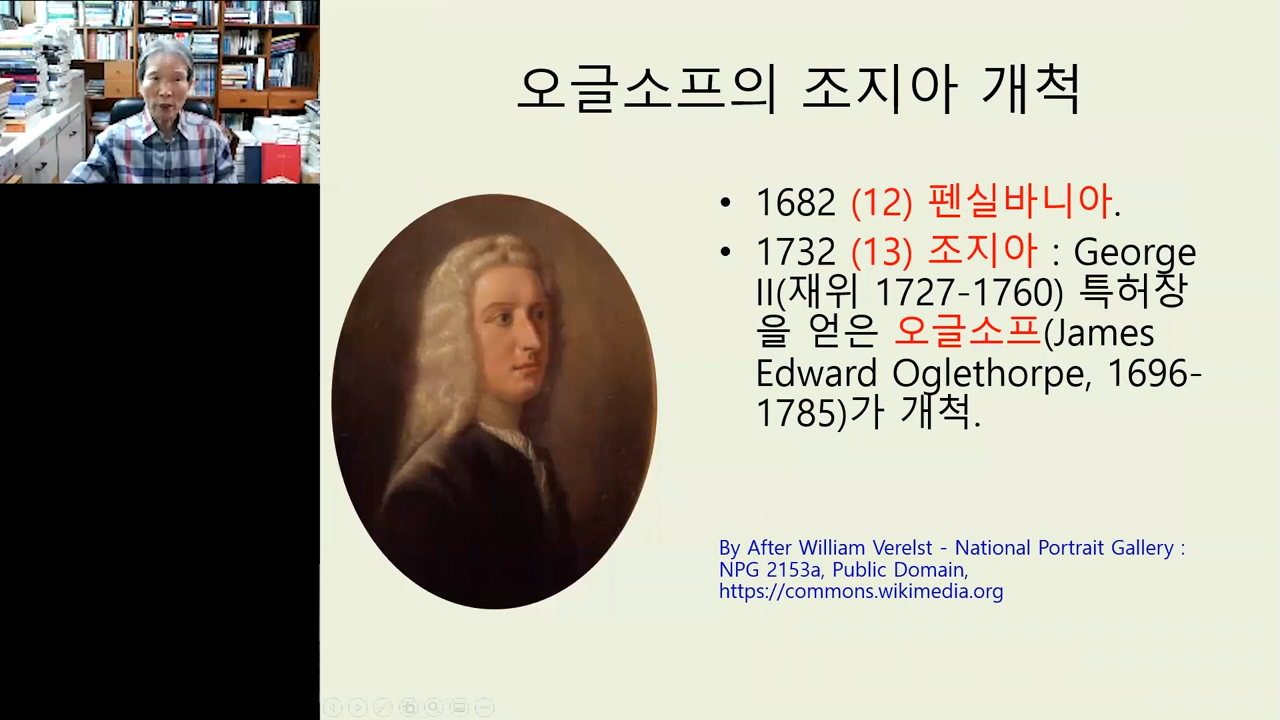 오글소프의 조지아 개척
• 1682 (12) 펜실바니아.
• 1732 (13) 조지아 : George
II(재위 1727-1760) 특허장
을 얻은 오글소프(James
Edward Oglethorpe, 1696-
1785)가 개척.
By After William Verelst - National Portrait Gallery :
NPG 2153a, Public Domain,
https://commons.wikimedia.org